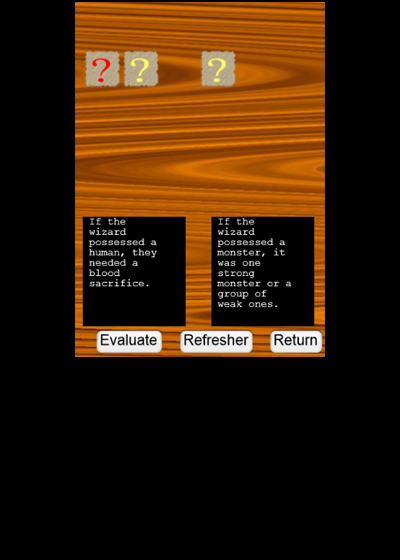 ? ? ?
If the
wizard
possessed a
human, they
needed a
blood
sacrifice.
If the
wizard
possessed a
monster, it
was one
strong
monster or a
group of
weak ones.
Evaluate Refresher Return